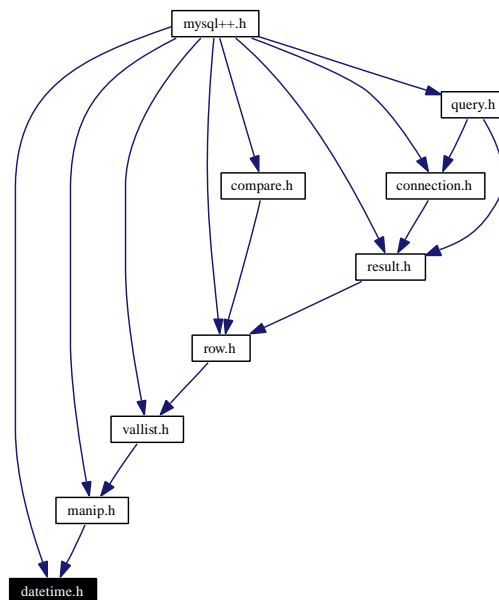 mysql++.h
query.h
compare.h
connection.h
result.h
row.h
vallist.h
manip.h
datetime.h